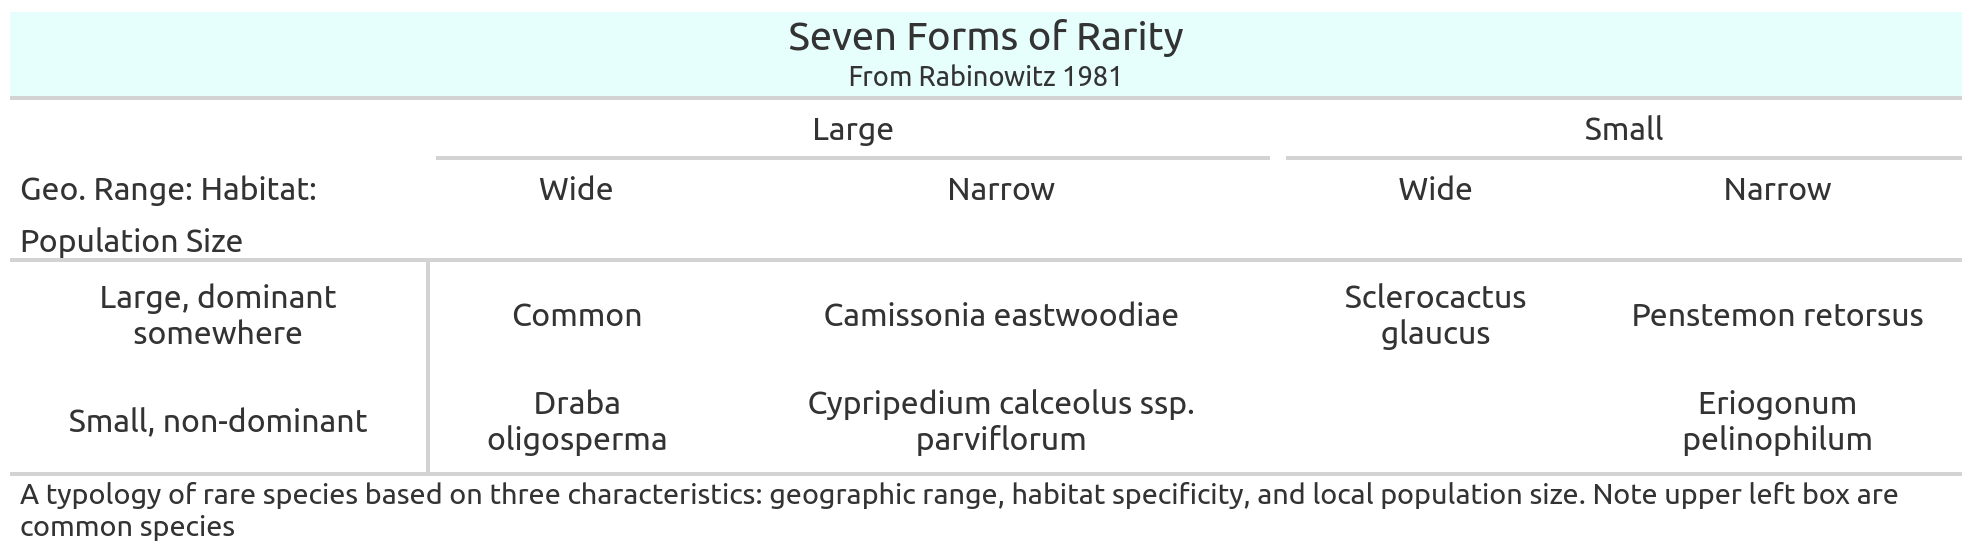 Seven Forms of Rarity
From Rabinowitz 1981
Large Small
Geo. Range: Habitat: Wide Narrow Wide Narrow
Population Size
Large, dominant somewhere Common Camissonia eastwoodiae Sclerocactus glaucus Penstemon retorsus
Small, non-dominant Draba oligosperma Cypripedium calceolus ssp. parviflorum Eriogonum pelinophilum
A typology of rare species based on three characteristics: geographic range, habitat specificity, and local population size. Note upper left box are
common species